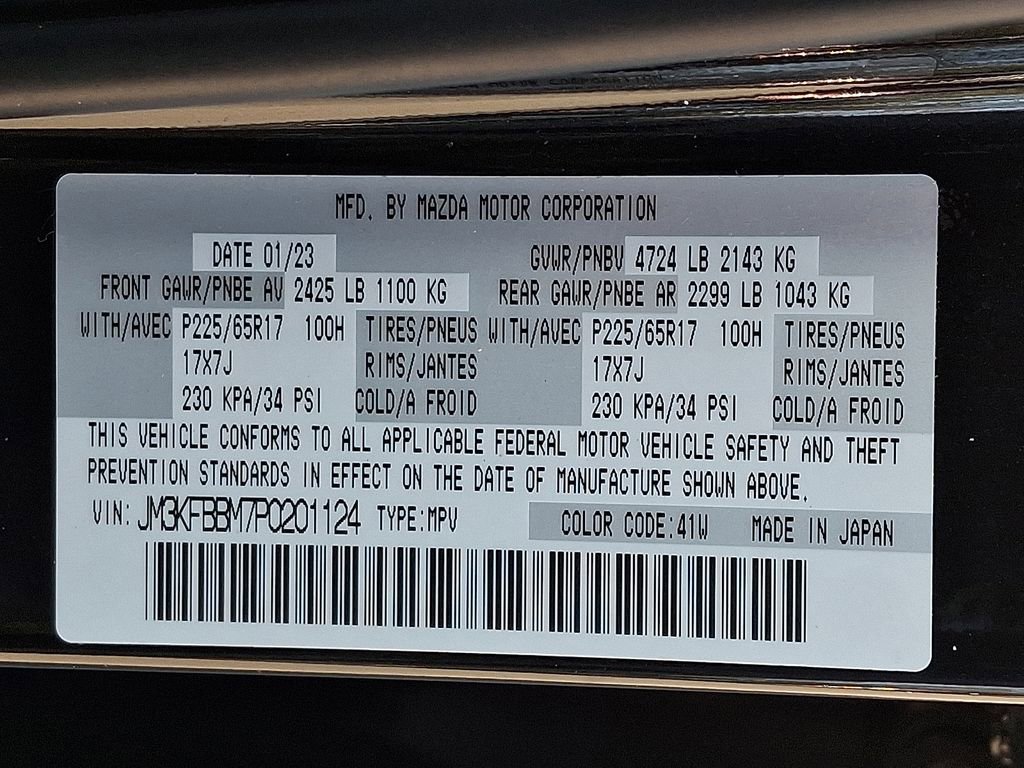 MFD. BY MAZDA MOTOR CORPORATION
DATE 01/23 GVWR/PNBV 4724 LB 2143 KG
FRONT GAWR/PNBE AV 2425 LB 1100 KG REAR GAWR/PNBE AR 2299 LB 1043 KG
WITH/AVEC P225/65R17 100H TIRES/PNEUS WITH/AVEC P225/65R17 100H TIRES/PNEUS
17X7J RIMS/JANTES 17X7J RIMS/JANTES
230 KPA/34 PSI COLD/A FROID 230 KPA/34 PSI COLD/A FROID
THIS VEHICLE CONFORMS TO ALL APPLICABLE FEDERAL MOTOR VEHICLE SAFETY AND THEFT
PREVENTION STANDARDS IN EFFECT ON THE DATE OF MANUFACTURE SHOWN ABOVE.
VIN: JM3KFBBM7P0201124 TYPE:MPV COLOR CODE:41W MADE IN JAPAN